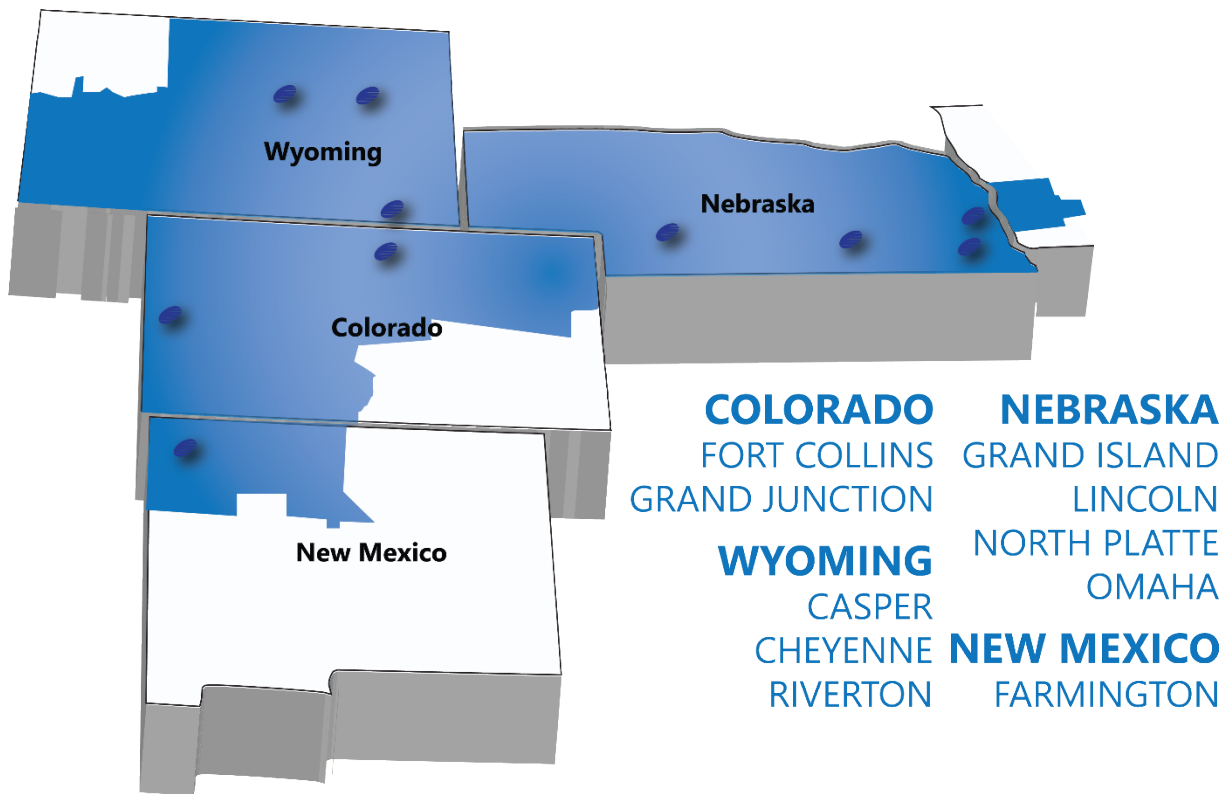 Wyoming
Nebraska
Colorado
New Mexico
COLORADO
FORT COLLINS
GRAND JUNCTION
WYOMING
CASPER
CHEYENNE
RIVERTON
NEBRASKA
GRAND ISLAND
LINCOLN
NORTH PLATTE
OMAHA
NEW MEXICO
FARMINGTON